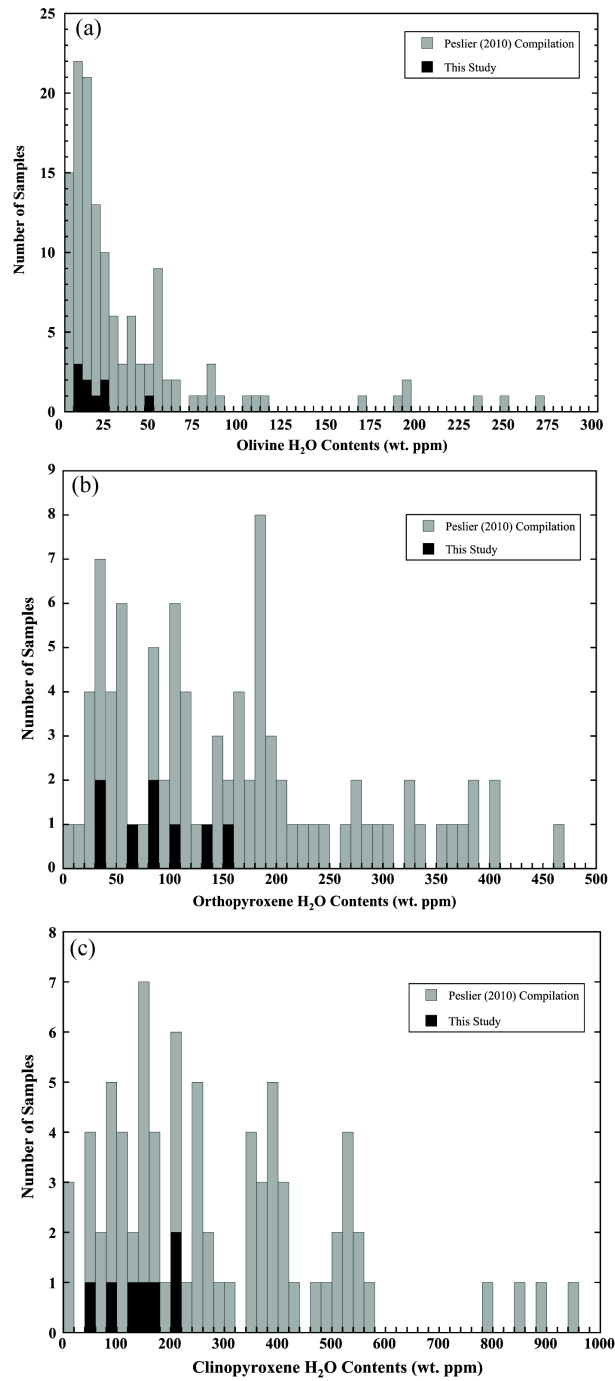 (a)
25
20
15
10
5
0
Number of Samples
Peslier (2010) Compilation
This Study
0 25 50 75 100 125 150 175 200 225 250 275 300
Olivine H₂O Contents (wt. ppm)
(b)
9
8
7
6
5
4
3
2
1
0
Number of Samples
Peslier (2010) Compilation
This Study
0 50 100 150 200 250 300 350 400 450 500
Orthopyroxene H₂O Contents (wt. ppm)
(c)
8
7
6
5
4
3
2
1
0
Number of Samples
Peslier (2010) Compilation
This Study
0 100 200 300 400 500 600 700 800 900 1000
Clinopyroxene H₂O Contents (wt. ppm)